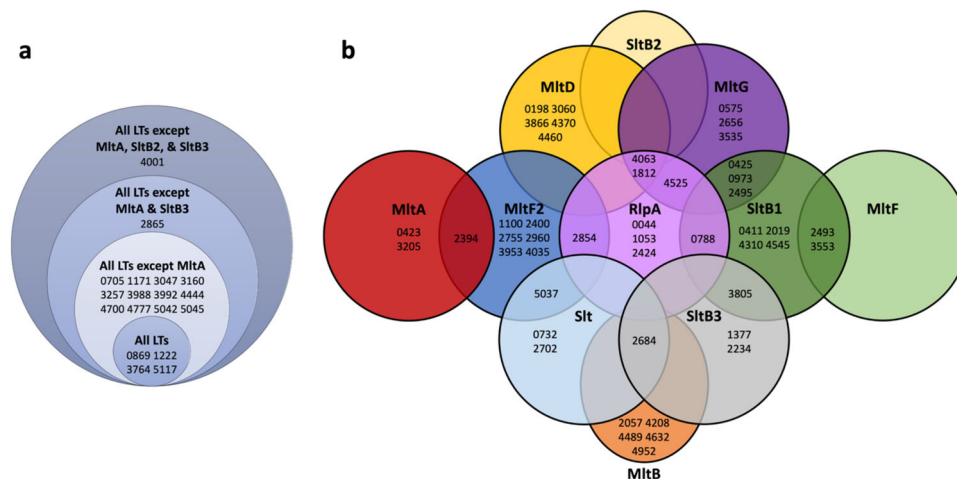 a
All LTs except
MltA, SltB2, & SltB3
4001
All LTs except
MltA & SltB3
2865
All LTs except MltA
0705 1171 3047 3160
3257 3988 3992 4444
4700 4777 5042 5045
All LTs
0869 1222
3764 5117
b
SltB2
MltD
0198 3060
3866 4370
4460
MltG
0575
2656
3535
4063
1812
4525
0425
0973
2495
MltA
0423
3205
2394
MltF2
1100 2400
2755 2960
3953 4035
2854
RlpA
0044
1053
2424
0788
SltB1
0411 2019
4310 4545
2493
3553
MltF
5037
Slt
0732
2702
2684
3805
SltB3
1377
2234
2057 4208
4489 4632
4952
MltB